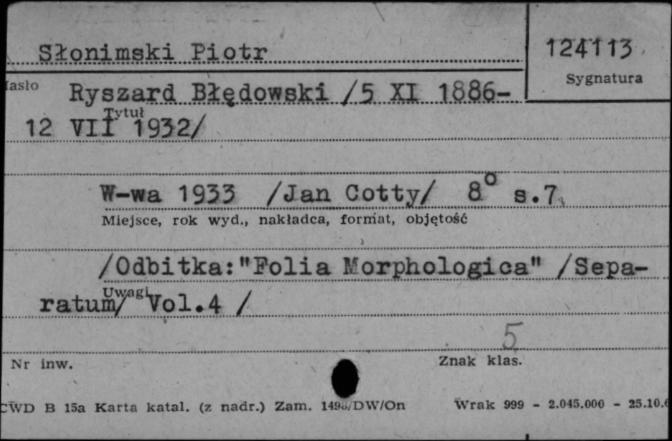 Słonimski Piotr
124113
Sygnatura
Hasło
Ryszard Błędowski /5 XI 1886-
Tytuł
12 VII 1932/
W-wa 1933 /Jan Cotty/ 8° s.7,
Miejsce, rok wyd., nakładca, format, objętość
/Odbitka:"Folia Morphologica" /Sepa-
Uwagi
ratum/ Vol.4 /
5
Nr inw.
Znak klas.
CWD B 15a Karta katal. (z nadr.) Zam. /DW/On Wrak 999 - 2.045.000 - 25.10.